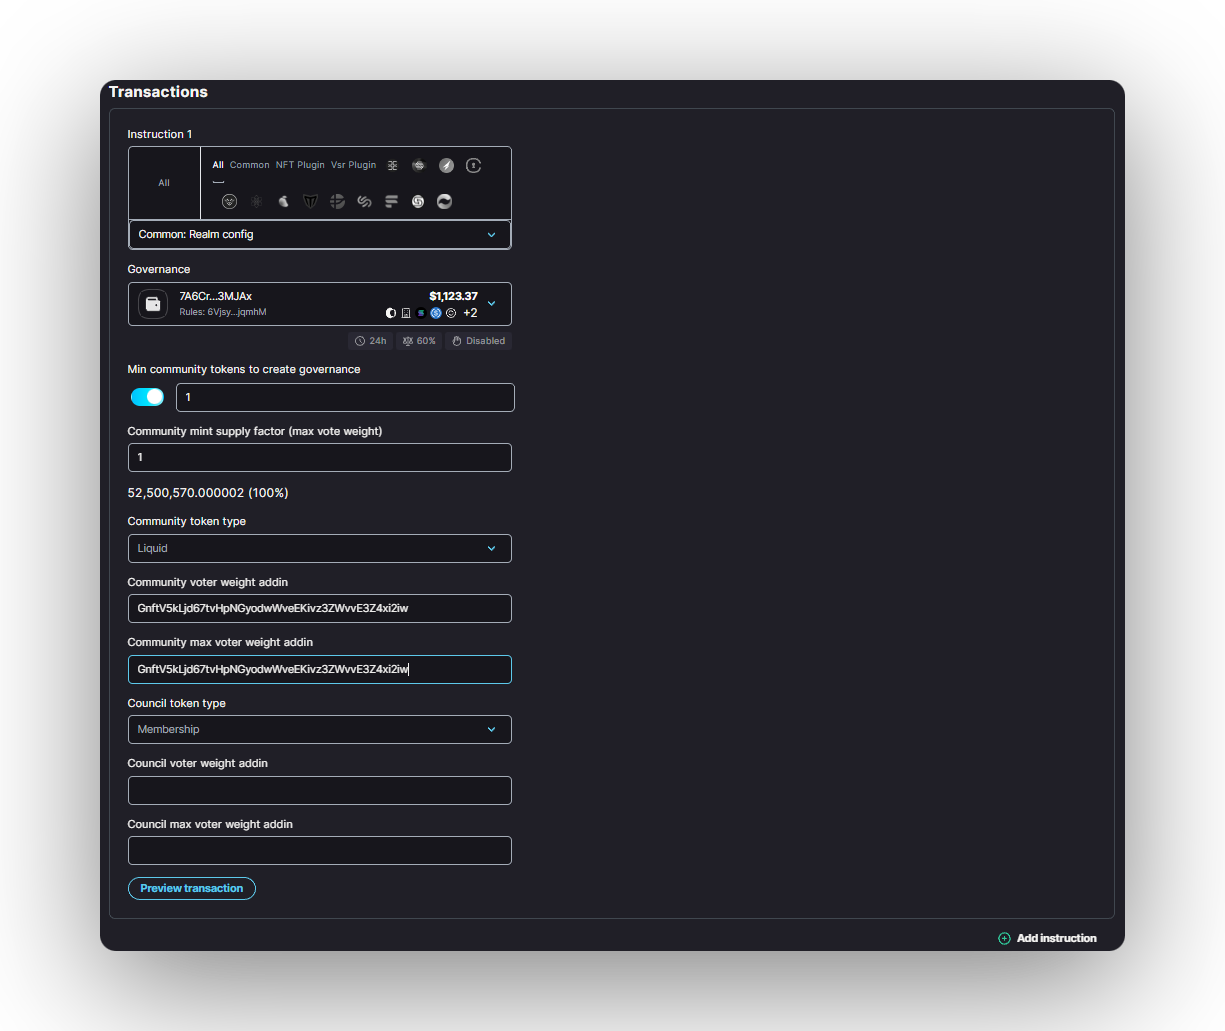 Transactions
Instruction 1
All
All Common NFT Plugin Vsr Plugin
Common: Realm config
Governance
7A6Cr...3MJAx
$1,123.37
Rules: 6Vjsy...jqmhM
+2
24h
60%
Disabled
Min community tokens to create governance
1
Community mint supply factor (max vote weight)
1
52,500,570.000002 (100%)
Community token type
Liquid
Community voter weight addin
GnftV5kLjd67tvHpNGyodwWveEKivz3ZWvvE3Z4xi2iw
Community max voter weight addin
GnftV5kLjd67tvHpNGyodwWveEKivz3ZWvvE3Z4xi2iw
Council token type
Membership
Council voter weight addin
Council max voter weight addin
Preview transaction
Add instruction